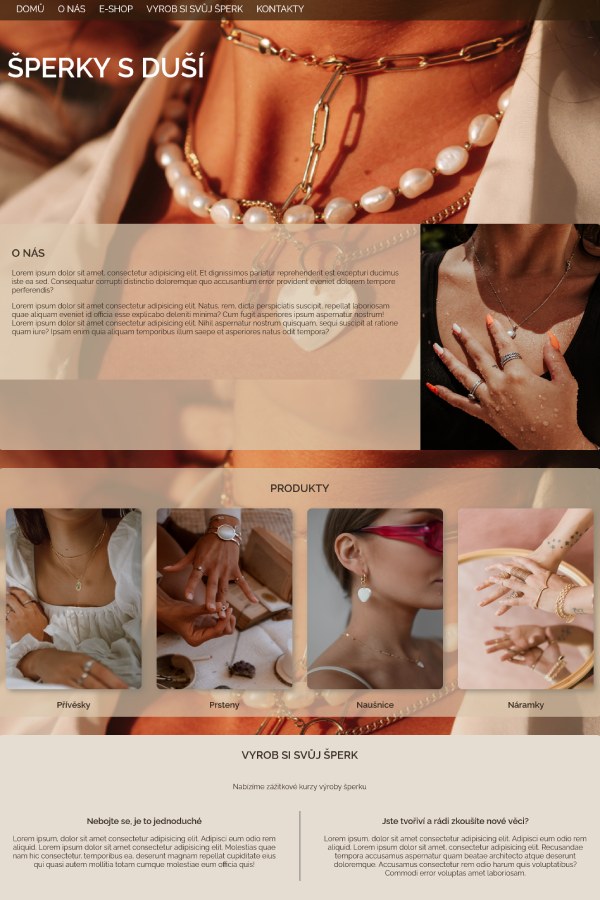 DOMŮ O NÁS E-SHOP VYROB SI SVŮJ ŠPERK KONTAKTY
ŠPERKY S DUŠÍ
O NÁS
Lorem ipsum dolor sit amet, consectetur adipisicing elit. Et dignissimos pariatur reprehenderit est excepturi ducimus
iste ea sed. Consequatur corrupti distinctio doloremque quo accusantium error provident eveniet dolorem tempore
perferendis?
Lorem ipsum dolor sit amet consectetur adipisicing elit. Natus, rem, dicta perspiciatis suscipit, repellat laboriosam
quae aliquam eveniet id officia esse explicabo deleniti minima? Cum fugit asperiores ipsum aspernatur nostrum!
Lorem ipsum dolor sit amet consectetur adipisicing elit. Nihil aspernatur nostrum quisquam, sequi suscipit at ratione
quam iure? Ipsam enim quia aliquam temporibus illum saepe et asperiores natus odit tempora?
PRODUKTY
Přívěsky
Prsteny
Naušnice
Náramky
VYROB SI SVŮJ ŠPERK
Nabízíme zážitkové kurzy výroby šperku
Nebojte se, je to jednoduché
Lorem ipsum, dolor sit amet consectetur adipisicing elit. Adipisci eum odio rem
aliquid. Lorem ipsum dolor sit amet consectetur adipisicing elit. Molestias quae
nam hic consectetur, temporibus ea, deserunt magnam repellat cupiditate eius
qui quasi autem mollitia totam cumque molestiae eum officiis quis!
Jste tvořiví a rádi zkoušíte nové věci?
Lorem ipsum, dolor sit amet consectetur adipisicing elit. Adipisci eum odio rem
aliquid. Lorem ipsum dolor sit amet consectetur adipisicing elit. Recusandae
tempora accusamus aspernatur quam beatae architecto atque deserunt
doloremque. Accusamus consectetur rem odio harum quis voluptatibus?
Commodi error voluptas amet laboriosam.